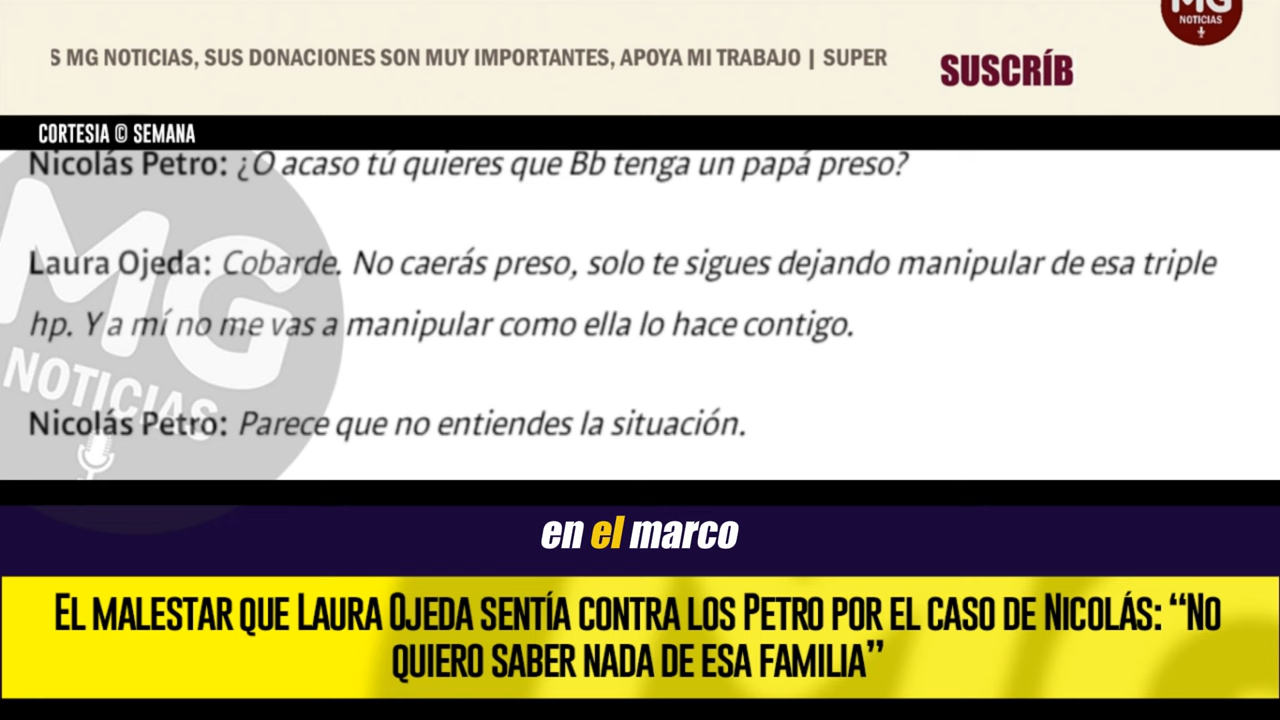 MG
NOTICIAS
S MG NOTICIAS, SUS DONACIONES SON MUY IMPORTANTES, APOYA MI TRABAJO | SUPER
SUSCRÍB
CORTESIA © SEMANA
Nicolás Petro: ¿O acaso tú quieres que Bb tenga un papá preso?
Laura Ojeda: Cobarde. No caerás preso, solo te sigues dejando manipular de esa triple
hp. Y a mí no me vas a manipular como ella lo hace contigo.
Nicolás Petro: Parece que no entiendes la situación.
MG
NOTICIAS
en el marco
EL MALESTAR QUE LAURA OJEDA SENTÍA CONTRA LOS PETRO POR EL CASO DE NICOLÁS: “NO
QUIERO SABER NADA DE ESA FAMILIA”